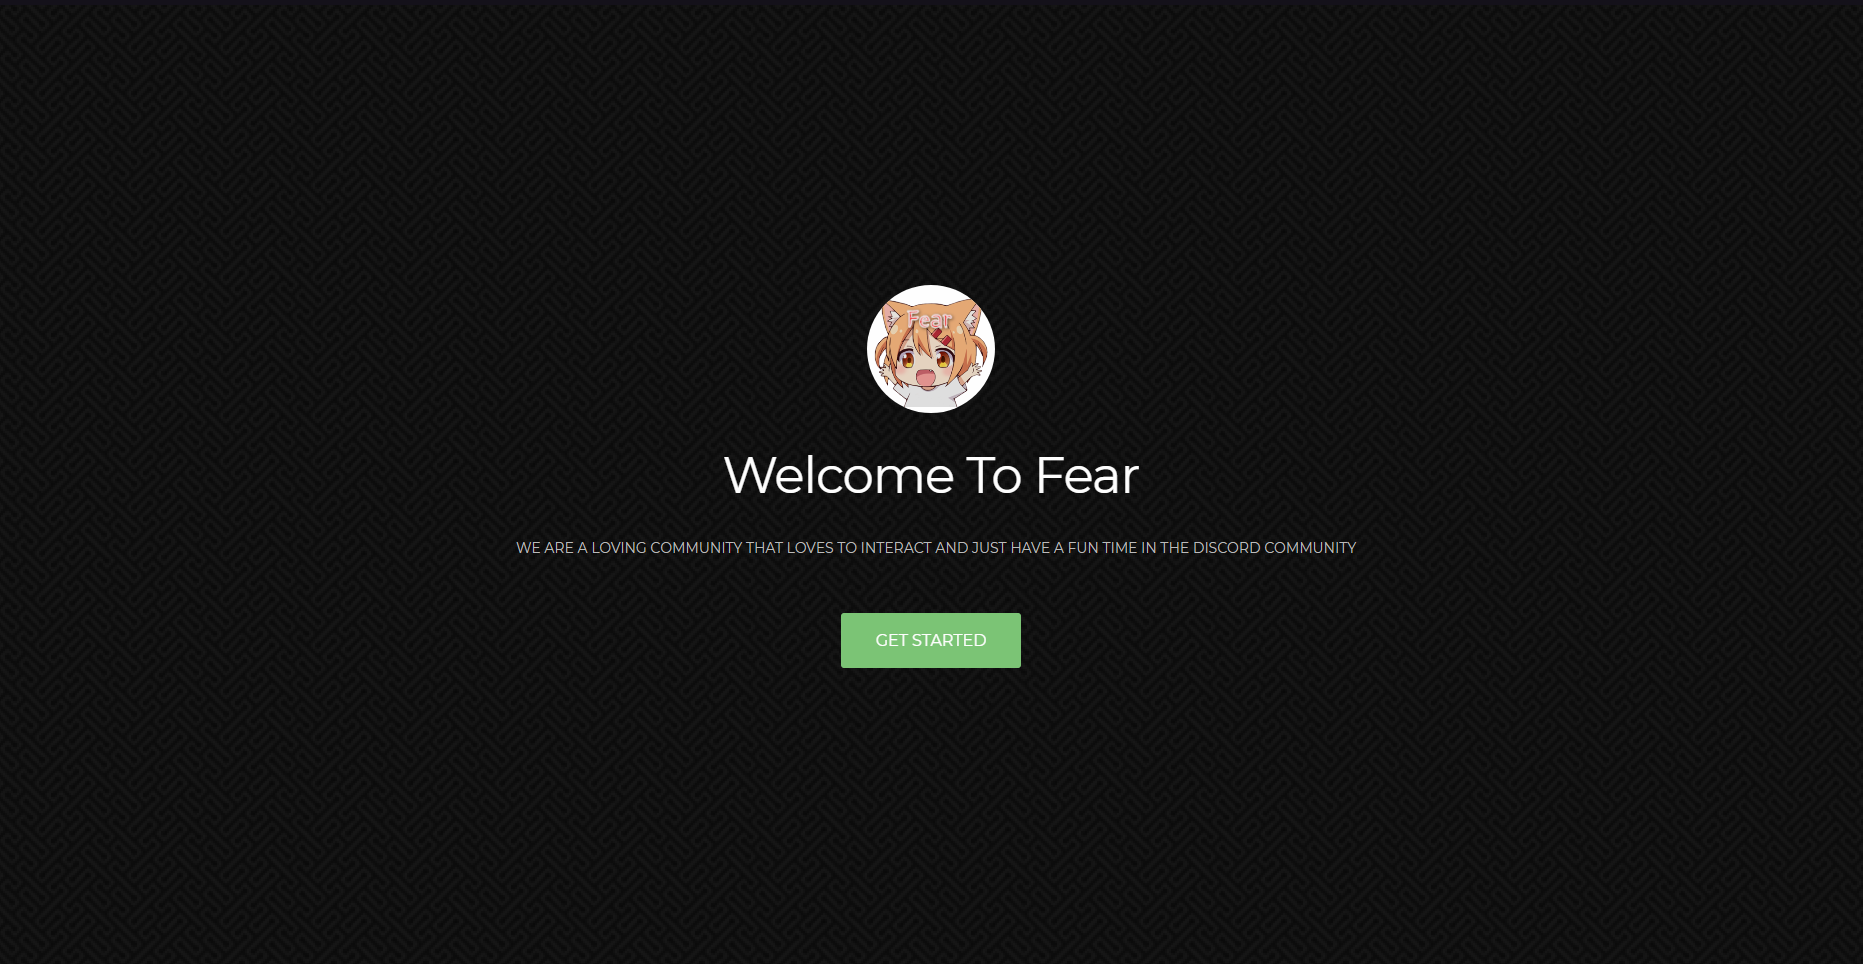 Fear
Welcome To Fear
WE ARE A LOVING COMMUNITY THAT LOVES TO INTERACT AND JUST HAVE A FUN TIME IN THE DISCORD COMMUNITY
GET STARTED